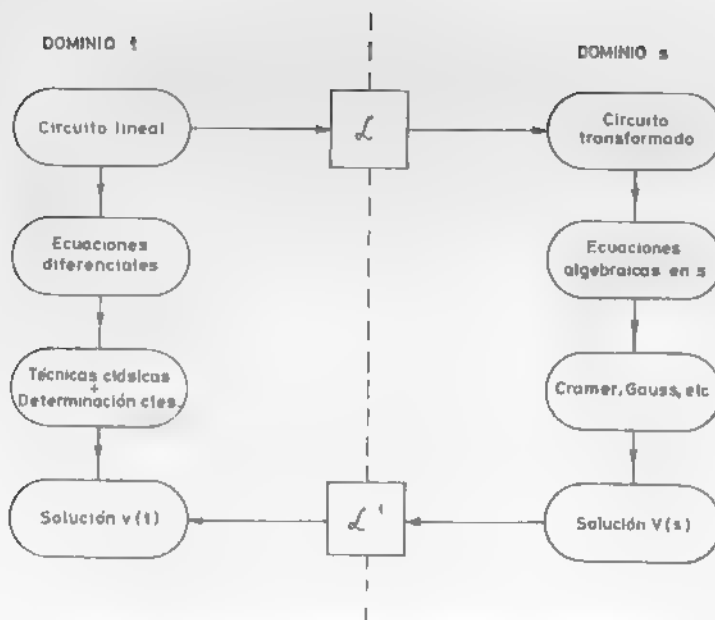 DOMINIO t
DOMINIO s
Circuito lineal
ℒ
Circuito
transformado
Ecuaciones
diferenciales
Ecuaciones
algebraicas en s
Técnicas clásicas
+
Determinación ctes.
Cramer, Gauss, etc
Solución v(t)
ℒ⁻¹
Solución V(s)